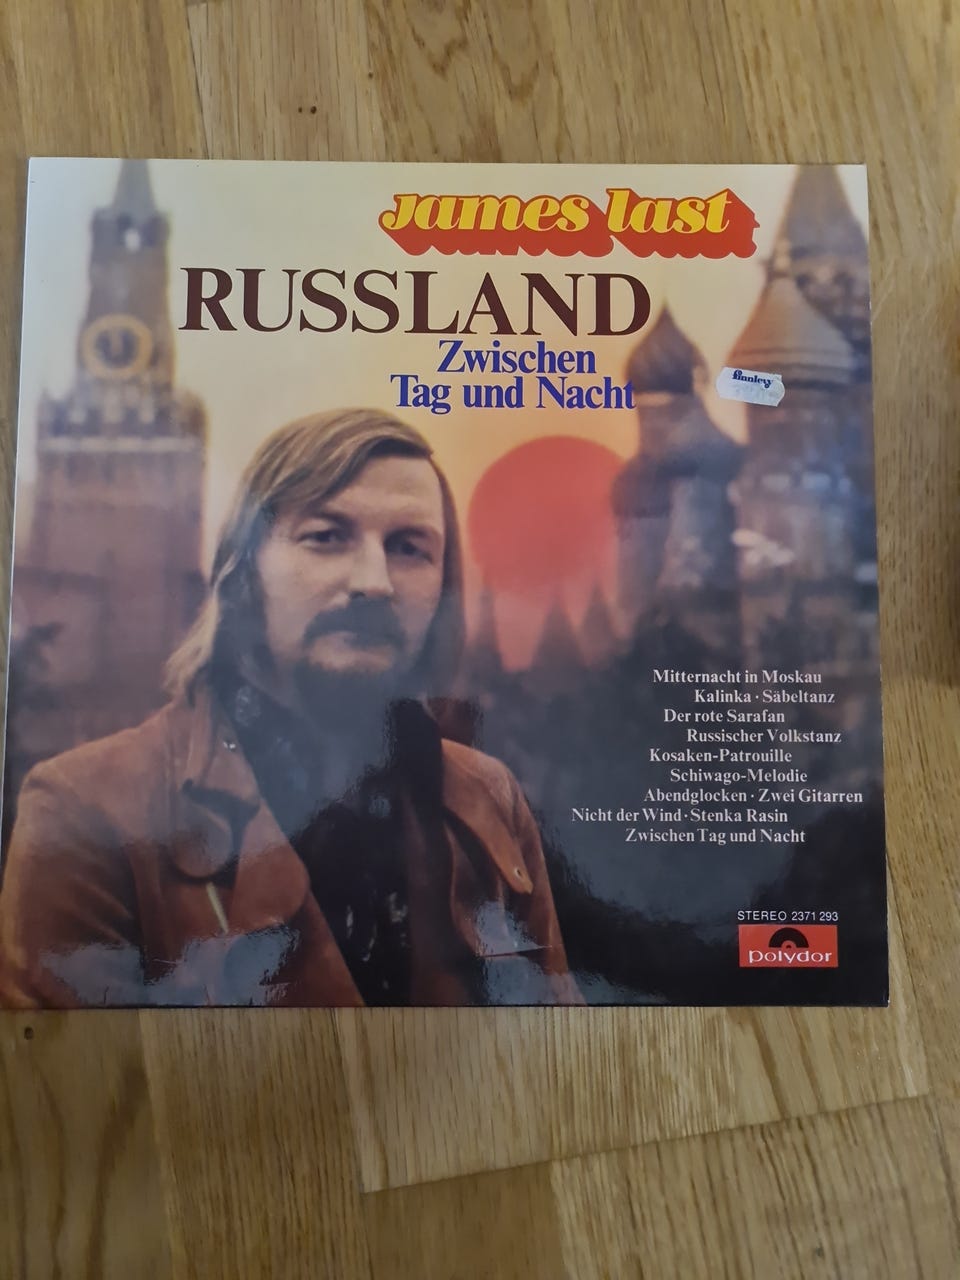 James last
RUSSLAND
Zwischen
Tag und Nacht
Mitternacht in Moskau
Kalinka · Säbeltanz
Der rote Sarafan
Russischer Volkstanz
Kosaken-Patrouille
Schiwago-Melodie
Abendglocken · Zwei Gitarren
Nicht der Wind · Stenka Rasin
Zwischen Tag und Nacht
STEREO 2371 293
polydor